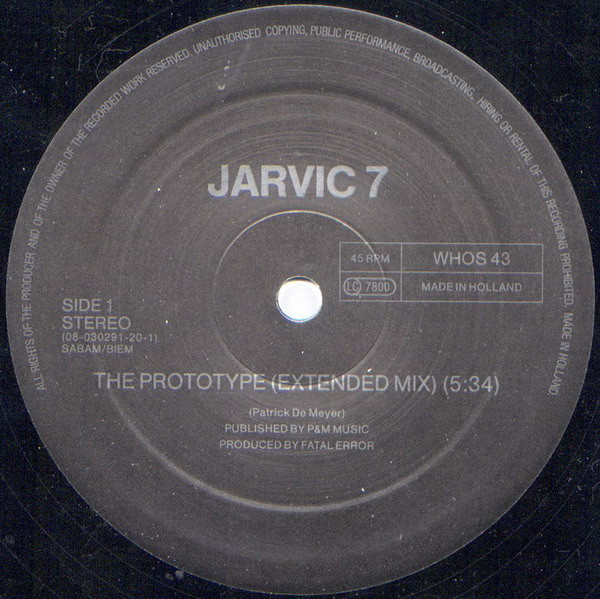 ALL RIGHTS OF THE PRODUCER AND OF THE OWNER OF THE RECORDED WORK RESERVED. UNAUTHORISED COPYING, PUBLIC PERFORMANCE, BROADCASTING, HIRING OR RENTAL OF THIS RECORDING PROHIBITED. MADE IN HOLLAND
JARVIC 7
45 RPM WHOS 43
LC 7800 MADE IN HOLLAND
SIDE 1
STEREO
(08-030291-20-1)
SABAM/BIEM
THE PROTOTYPE (EXTENDED MIX) (5:34)
(Patrick De Meyer)
PUBLISHED BY P&M MUSIC
PRODUCED BY FATAL ERROR